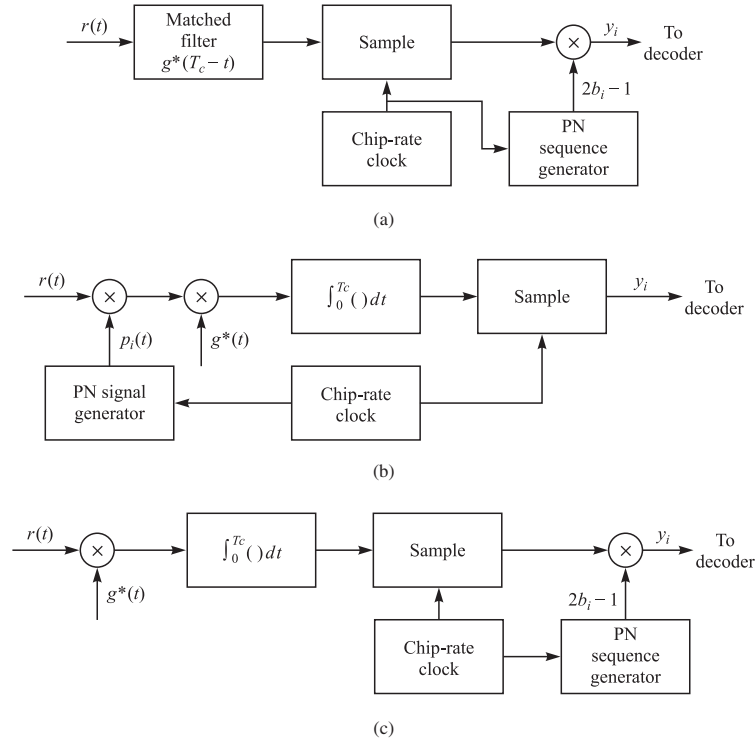 r(t)
Matched
filter
g*(T_c – t)
Sample
×
y_i
To
decoder
2b_i – 1
Chip-rate
clock
PN
sequence
generator
(a)
r(t)
×
×
∫_0^{Tc} ( ) dt
Sample
y_i
To
decoder
p_i(t)
g*(t)
PN signal
generator
Chip-rate
clock
(b)
r(t)
×
∫_0^{Tc} ( ) dt
Sample
×
y_i
To
decoder
g*(t)
2b_i – 1
Chip-rate
clock
PN
sequence
generator
(c)